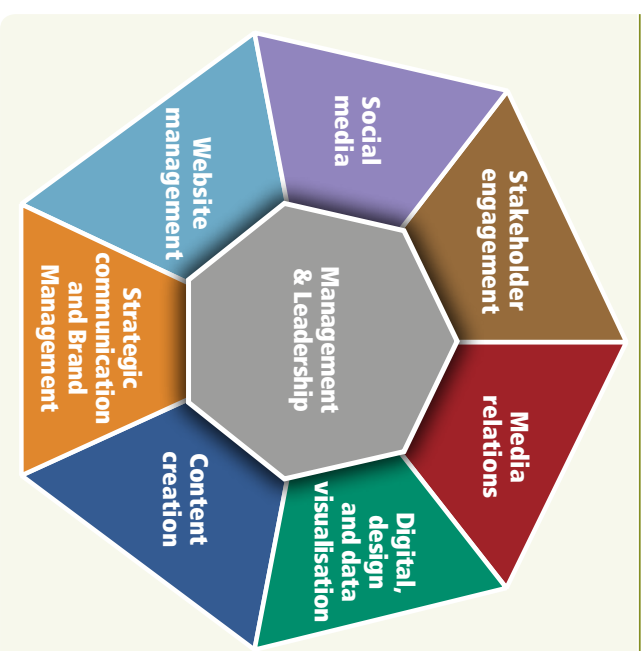 Stakeholder
engagement
Media
relations
Social
media
Digital,
design
and data
visualisation
Management
& Leadership
Website
management
Content
creation
Strategic
communication
and Brand
Management